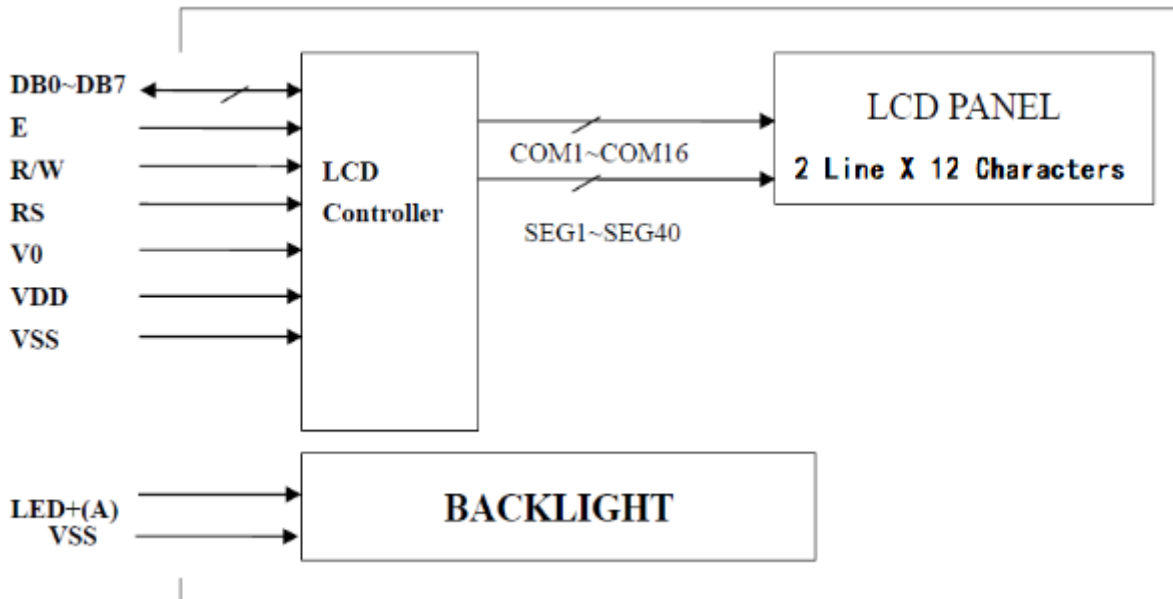 DB0~DB7
E
R/W
RS
V0
VDD
VSS
LCD
Controller
COM1~COM16
SEG1~SEG40
LCD PANEL
2 Line X 12 Characters
LED+(A)
VSS
BACKLIGHT